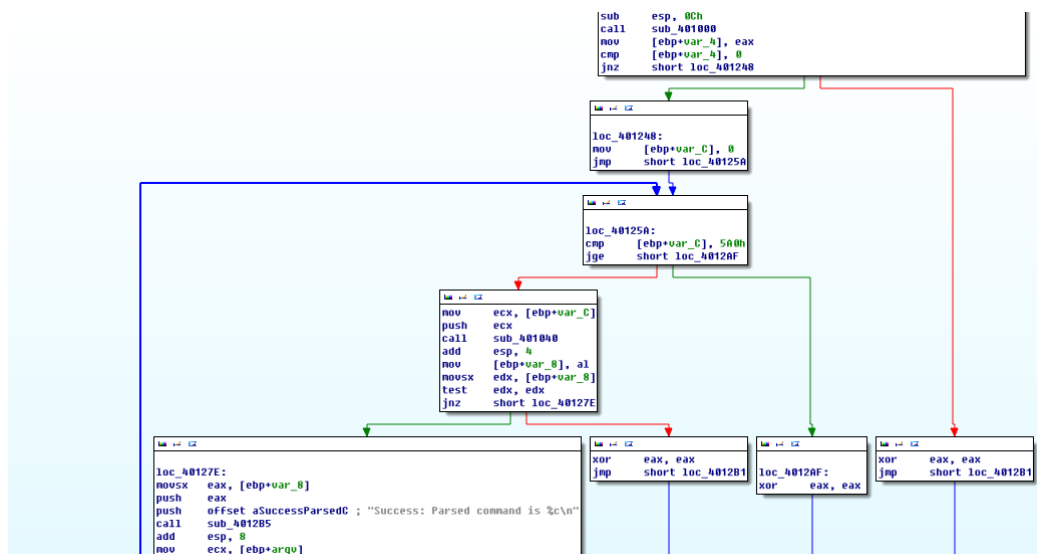 sub esp, 0Ch
call sub_401000
mov [ebp+var_4], eax
cmp [ebp+var_4], 0
jnz short loc_401248
loc_401248:
mov [ebp+var_C], 0
jmp short loc_40125A
loc_40125A:
cmp [ebp+var_C], 5A0h
jge short loc_4012AF
mov ecx, [ebp+var_C]
push ecx
call sub_401040
add esp, 4
mov [ebp+var_8], al
movsx edx, [ebp+var_8]
test edx, edx
jnz short loc_40127E
loc_40127E:
movsx eax, [ebp+var_8]
push eax
push offset aSuccessParsedC ; "Success: Parsed command is %c\n"
call sub_4012B5
add esp, 8
mov ecx, [ebp+argv]
xor eax, eax
jmp short loc_4012B1
loc_4012AF:
xor eax, eax
xor eax, eax
jmp short loc_4012B1